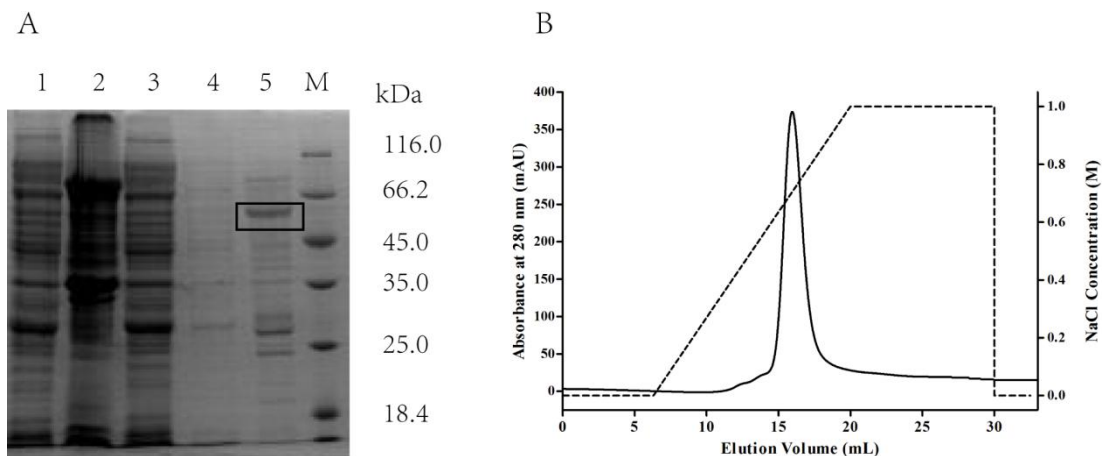 A
1 2 3 4 5 M
kDa
116.0
66.2
45.0
35.0
25.0
18.4
B
400
350
300
250
200
150
100
50
0
Absorbance at 280 nm (mAU)
0 5 10 15 20 25 30
Elution Volume (mL)
1.0
0.8
0.6
0.4
0.2
0.0
NaCl Concentration (M)